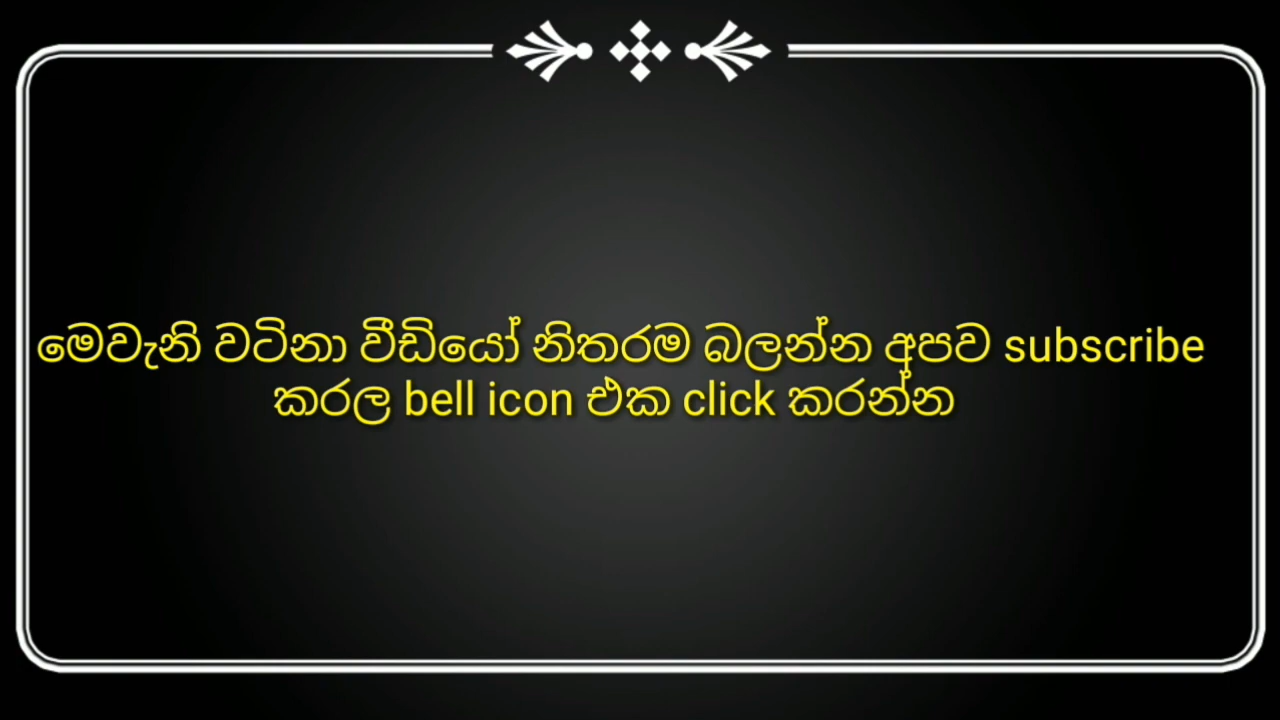 මෙවැනි වටිනා වීඩියෝ නිතරම බලන්න අපව subscribe
කරල bell icon එක click කරන්න